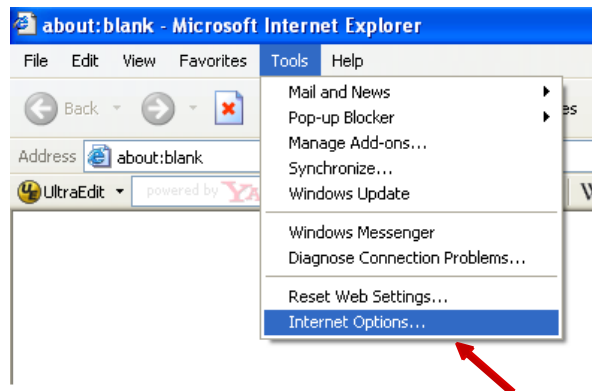 about:blank - Microsoft Internet Explorer
File Edit View Favorites Tools Help
Back
Mail and News
Pop-up Blocker
Manage Add-ons...
Synchronize...
Windows Update
Windows Messenger
Diagnose Connection Problems...
Reset Web Settings...
Internet Options...
Address about:blank
UltraEdit powered by